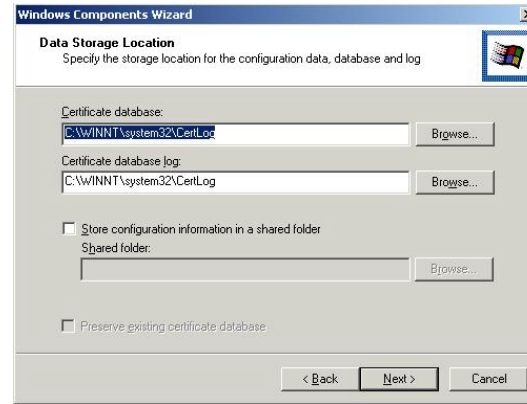 Windows Components Wizard
Data Storage Location
Specify the storage location for the configuration data, database and log
Certificate database:
C:\WINNT\system32\CertLog
Browse...
Certificate database log:
C:\WINNT\system32\CertLog
Browse...
Store configuration information in a shared folder
Shared folder:
Browse...
Preserve existing certificate database
< Back
Next >
Cancel